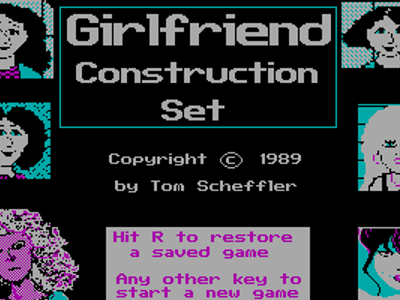 Girlfriend
Construction
Set
Copyright © 1989
by Tom Scheffler
Hit R to restore
a saved game
Any other key to
start a new game